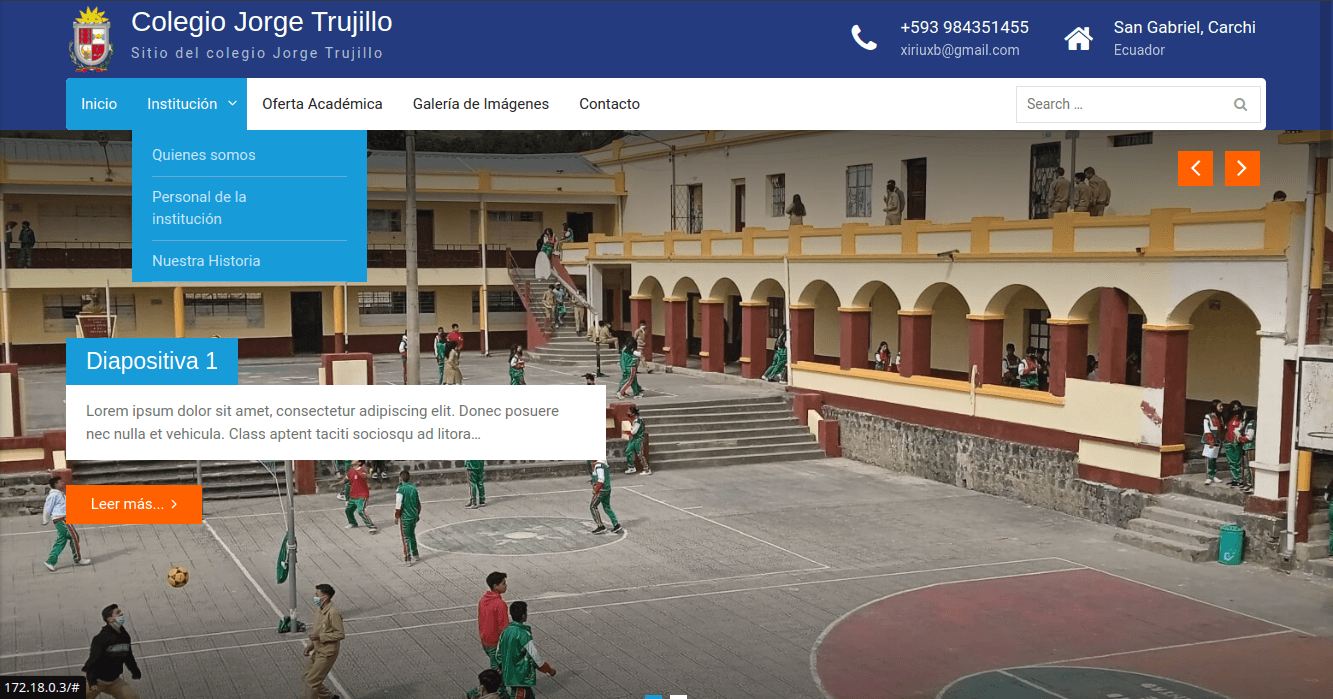 Colegio Jorge Trujillo
Sitio del colegio Jorge Trujillo
+593 984351455
xiriuxb@gmail.com
San Gabriel, Carchi
Ecuador
Inicio
Institución
Oferta Académica
Galería de Imágenes
Contacto
Search …
Quienes somos
Personal de la
institución
Nuestra Historia
Diapositiva 1
Lorem ipsum dolor sit amet, consectetur adipiscing elit. Donec posuere
nec nulla et vehicula. Class aptent taciti sociosqu ad litora…
Leer más...
172.18.0.3/#